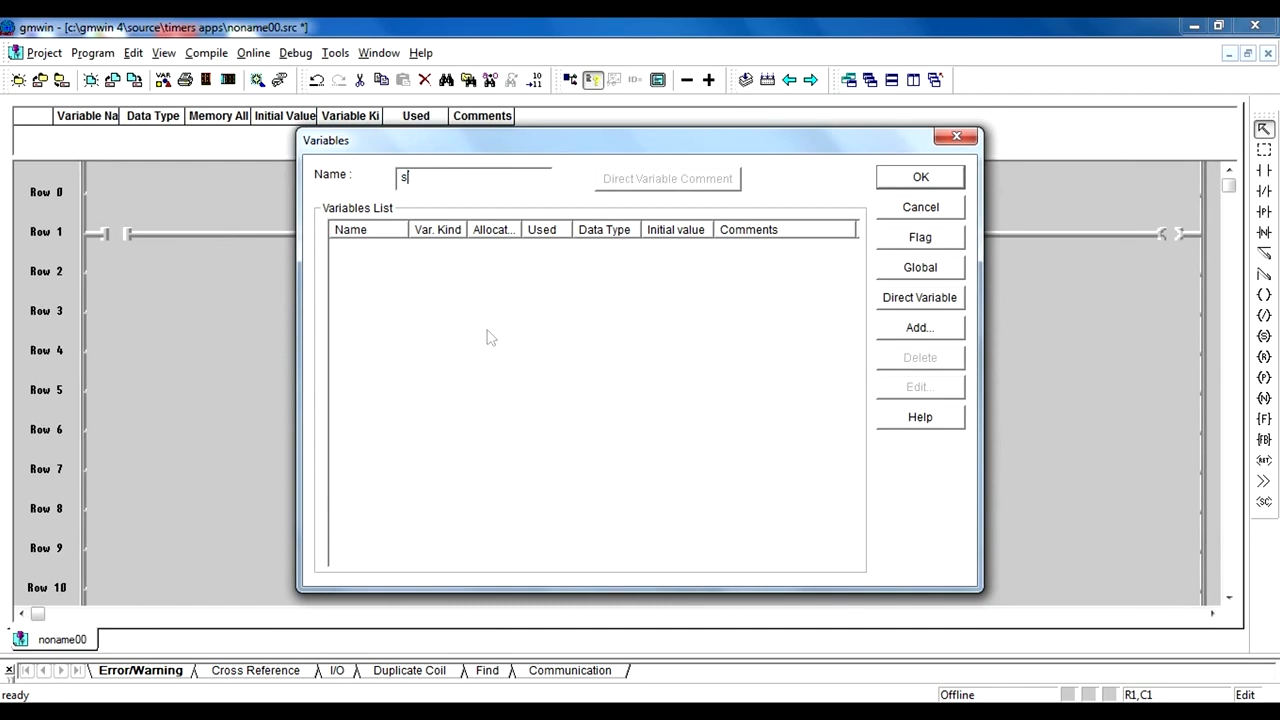 gmwin - [c:\gmwin 4\source\timers apps\noname00.src *]
Project Program Edit View Compile Online Debug Tools Window Help
Variable Na Data Type Memory All Initial Value Variable Ki Used Comments
Variables
Name : s
Direct Variable Comment
OK
Variables List
Cancel
Name Var. Kind Allocat... Used Data Type Initial value Comments
Flag
Global
Direct Variable
Add...
Delete
Edit...
Help
Row 0
Row 1
Row 2
Row 3
Row 4
Row 5
Row 6
Row 7
Row 8
Row 9
Row 10
noname00
Error/Warning Cross Reference I/O Duplicate Coil Find Communication
ready Offline R1,C1 Edit